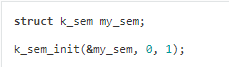 struct k_sem my_sem;
k_sem_init(&my_sem, 0, 1);